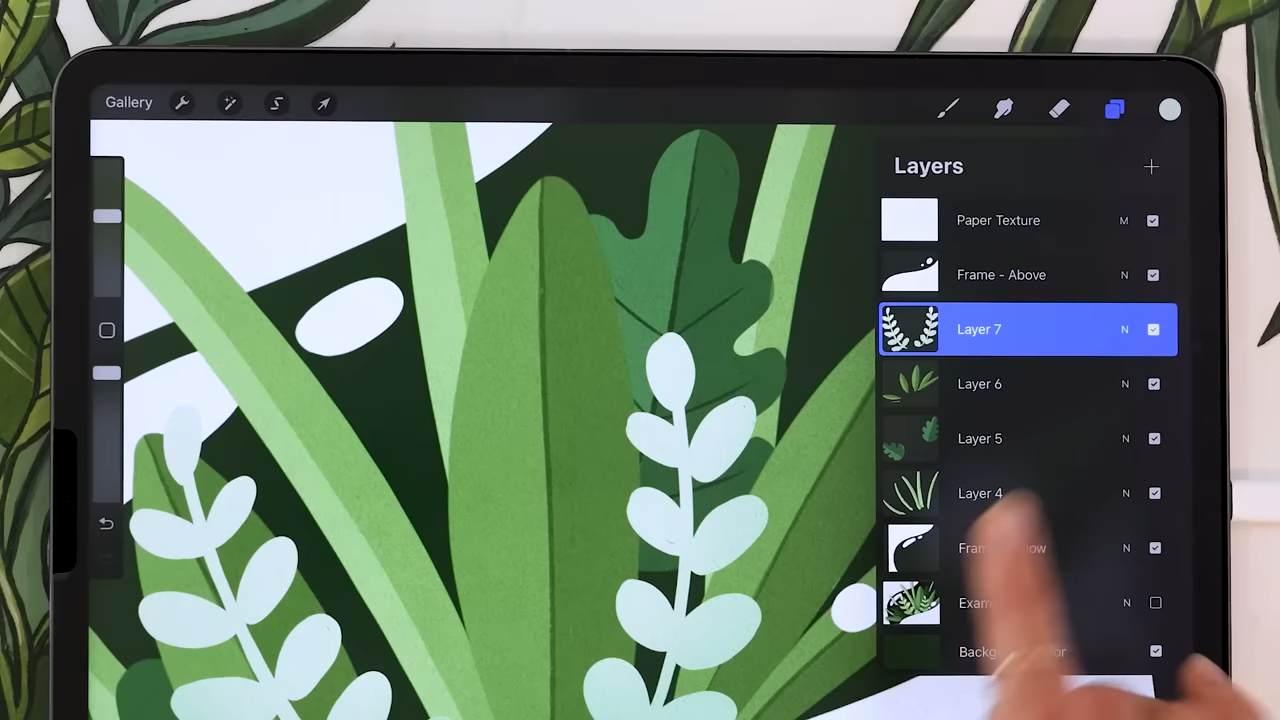 Gallery
Layers
Paper Texture M
Frame - Above N
Layer 7 N
Layer 6 N
Layer 5 N
Layer 4 N
N
N